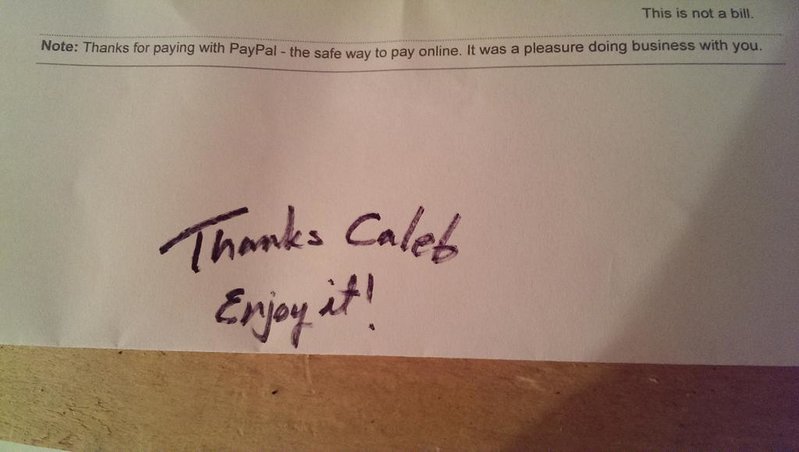 This is not a bill.
Note: Thanks for paying with PayPal - the safe way to pay online. It was a pleasure doing business with you.
Thanks Caleb
Enjoy it!